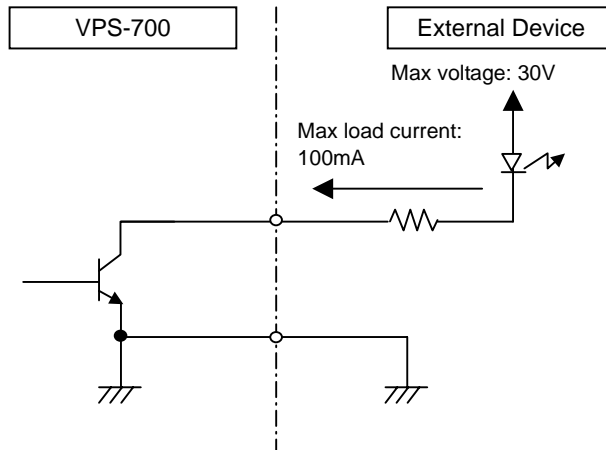 VPS-700
External Device
Max voltage: 30V
Max load current:
100mA